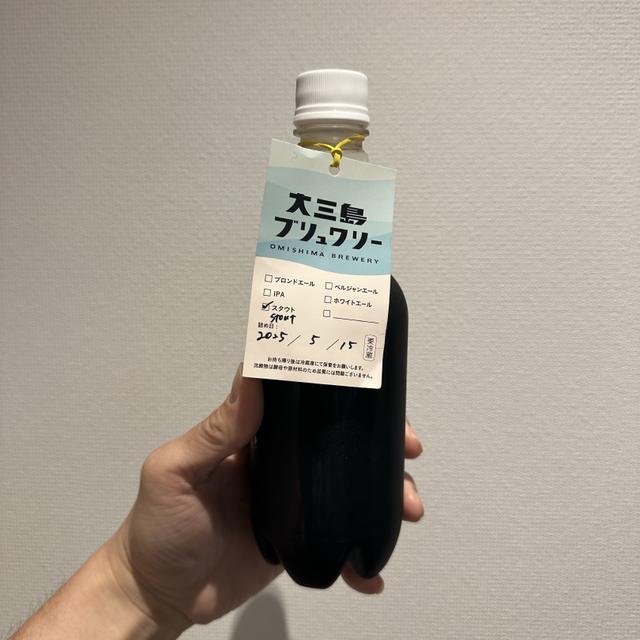 大三島
ブリュワリー
OMISHIMA BREWERY
□ ブロンドエール □ ベルジャンエール
□ IPA □ ホワイトエール
☑ スタウト □
stout
詰め日:
2025 / 5 / 15
要冷蔵
お持ち帰り後は冷蔵庫にて保管をお願いします。
沈殿物は酵母や原材料のため品質には問題ございません。